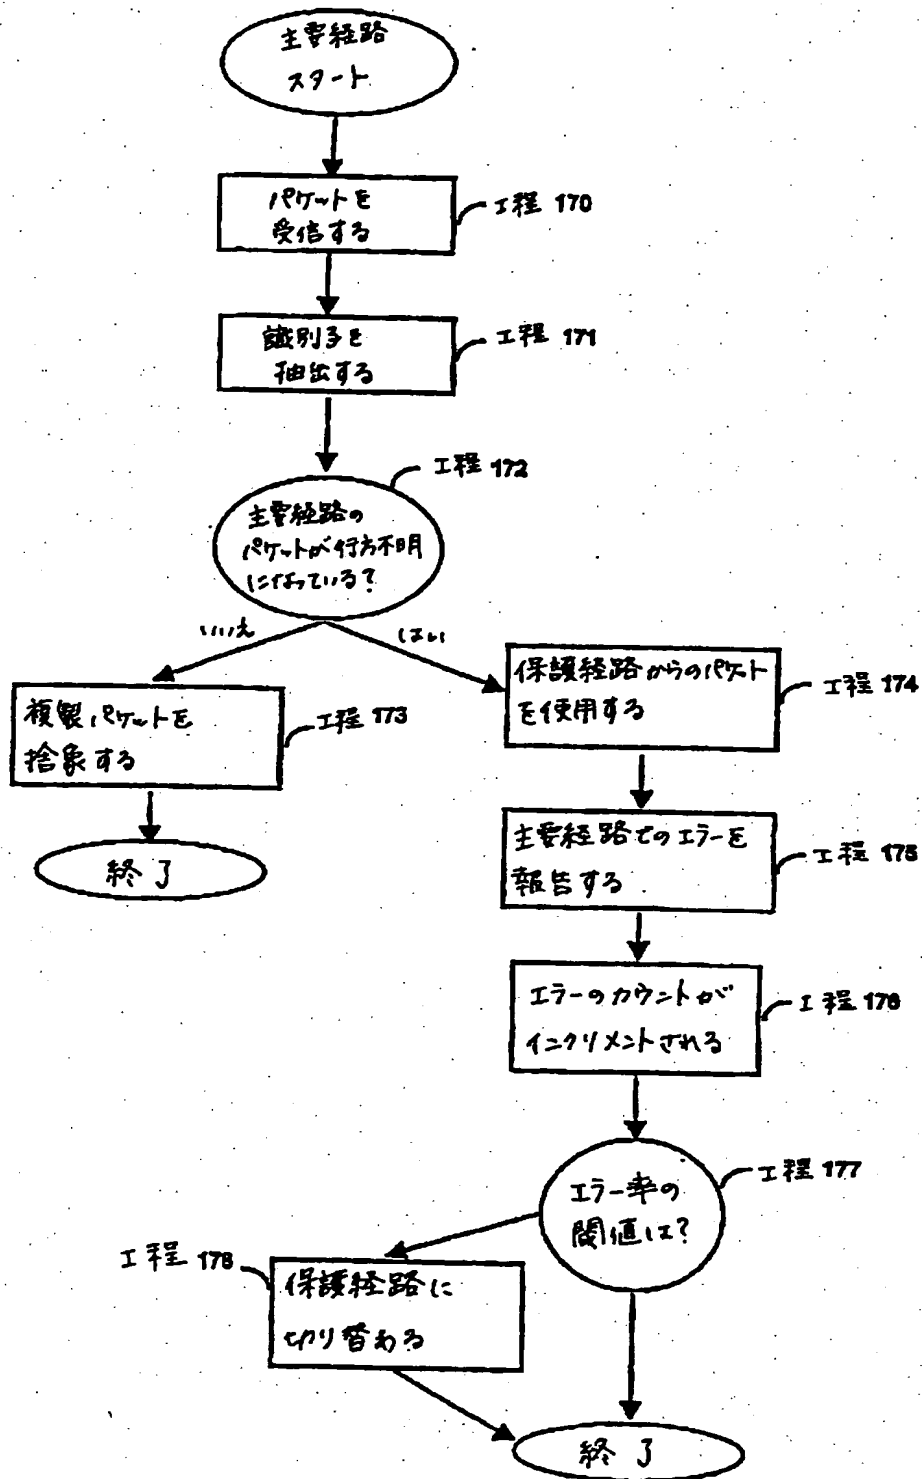 主要経路
スタート
パケットを
受信する
工程 170
識別子を
抽出する
工程 171
工程 172
主要経路の
パケットが行方不明
になっている?
いいえ
はい
複製パケットを
捨象する
工程 173
終了
保護経路からのパケット
を使用する
工程 174
主要経路でのエラーを
報告する
工程 175
エラーのカウントが
インクリメントされる
工程 176
エラー率の
閾値は?
工程 177
工程 178
保護経路に
切り替わる
終了